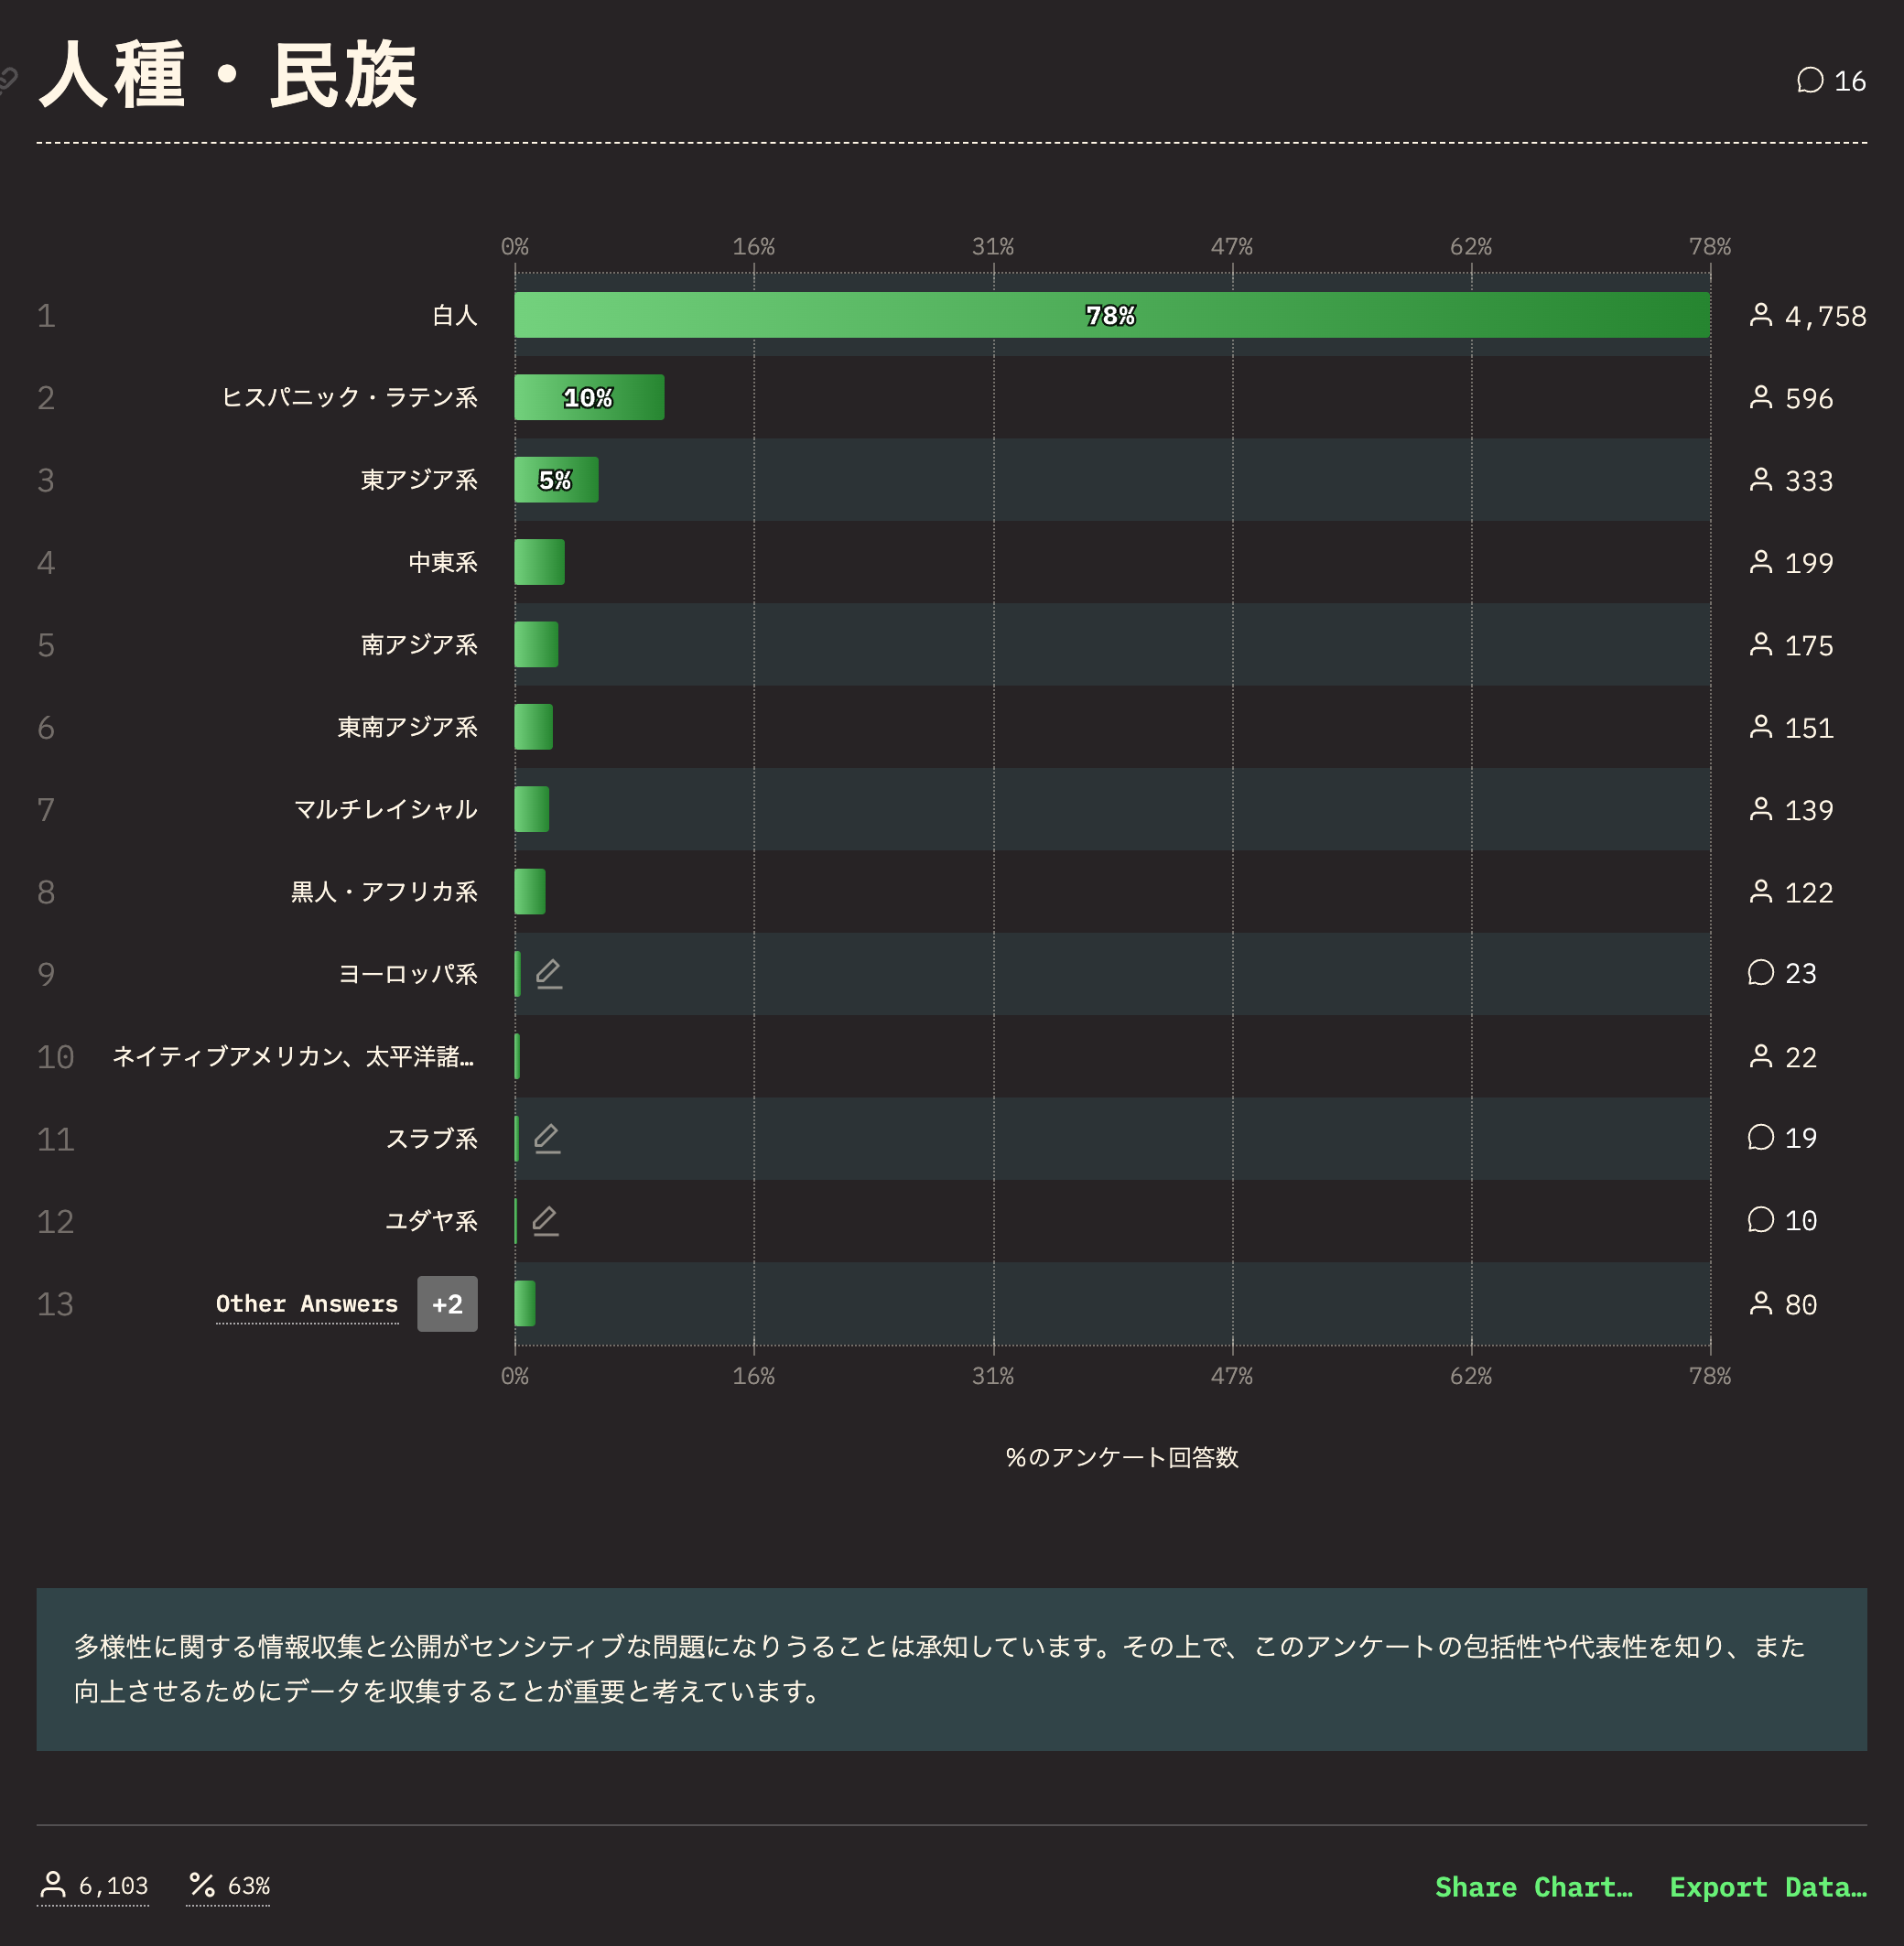 人種・民族
16
0% 16% 31% 47% 62% 78%
1 白人 78% 4,758
2 ヒスパニック・ラテン系 10% 596
3 東アジア系 5% 333
4 中東系 199
5 南アジア系 175
6 東南アジア系 151
7 マルチレイシャル 139
8 黒人・アフリカ系 122
9 ヨーロッパ系 23
10 ネイティブアメリカン、太平洋諸… 22
11 スラブ系 19
12 ユダヤ系 10
13 Other Answers +2 80
0% 16% 31% 47% 62% 78%
%のアンケート回答数
多様性に関する情報収集と公開がセンシティブな問題になりうることは承知しています。その上で、このアンケートの包括性や代表性を知り、また
向上させるためにデータを収集することが重要と考えています。
6,103 % 63% Share Chart… Export Data…